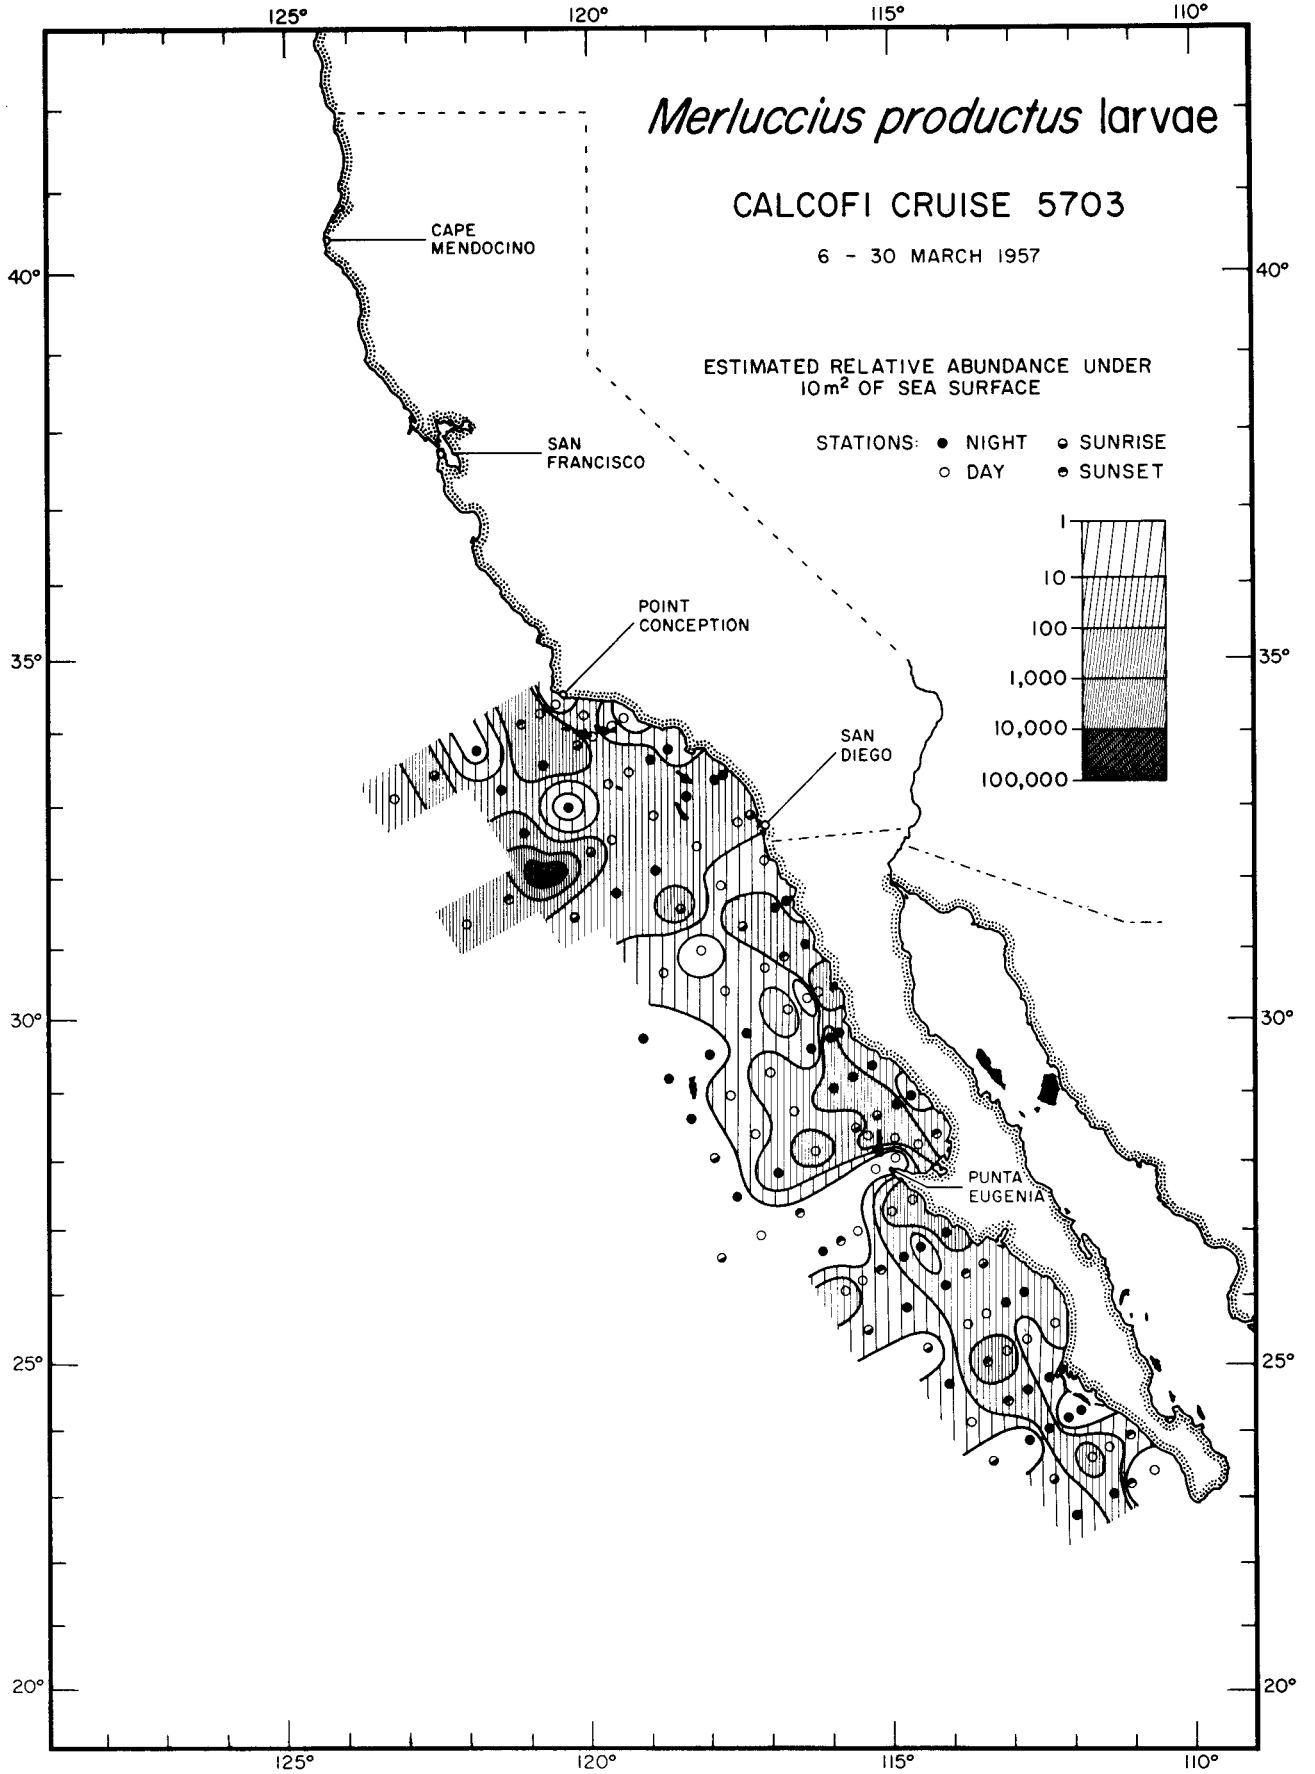 125° 120° 115° 110°
Merluccius productus larvae
CALCOFI CRUISE 5703
6 - 30 MARCH 1957
CAPE
MENDOCINO
40° 40°
ESTIMATED RELATIVE ABUNDANCE UNDER
10m² OF SEA SURFACE
STATIONS: NIGHT SUNRISE
DAY SUNSET
SAN
FRANCISCO
1
10
100
1,000
10,000
100,000
POINT
CONCEPTION
35° 35°
SAN
DIEGO
30° 30°
PUNTA
EUGENIA
25° 25°
20° 20°
125° 120° 115° 110°